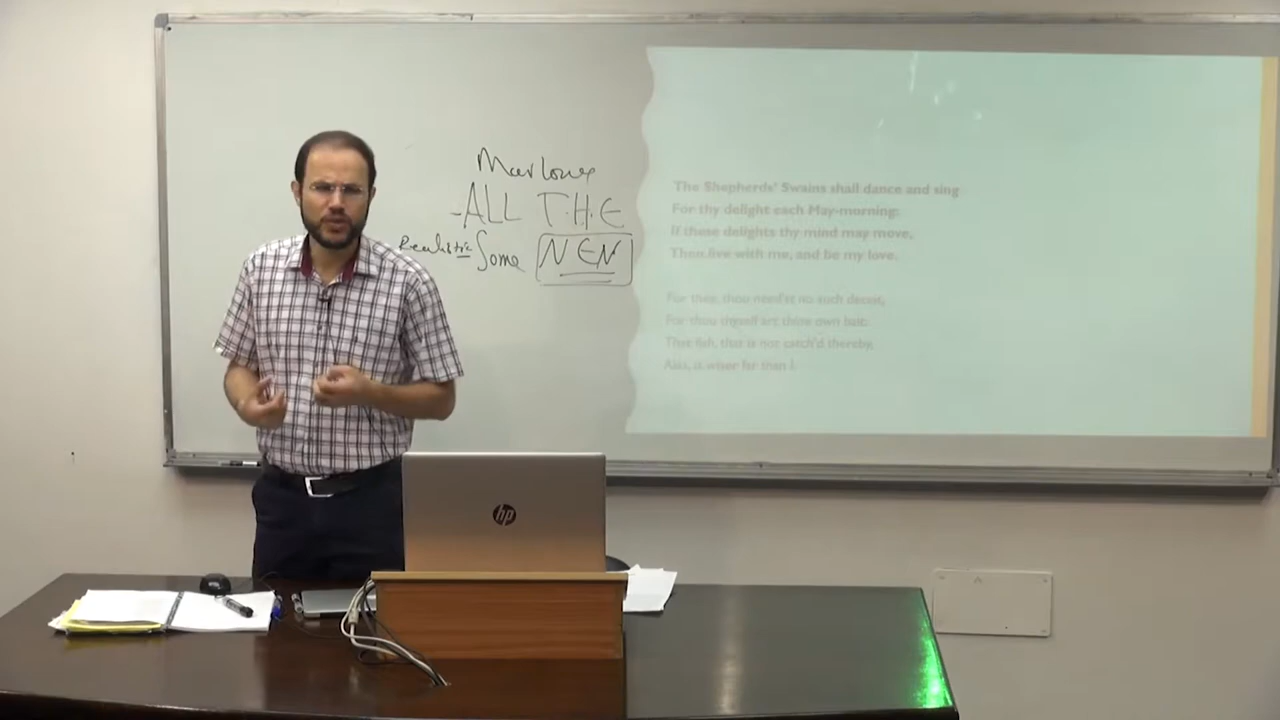 Marlowe
-ALL T.H.E
Realistic Some NEN
The Shepherds' Swains shall dance and sing
For thy delight each May-morning:
If these delights thy mind may move,
Then live with me, and be my love.
For thee, thou need'st no such deceit,
For thou thyself art thine own bait:
That fish, that is not catch'd thereby,
Alas, is wiser far than I.
hp